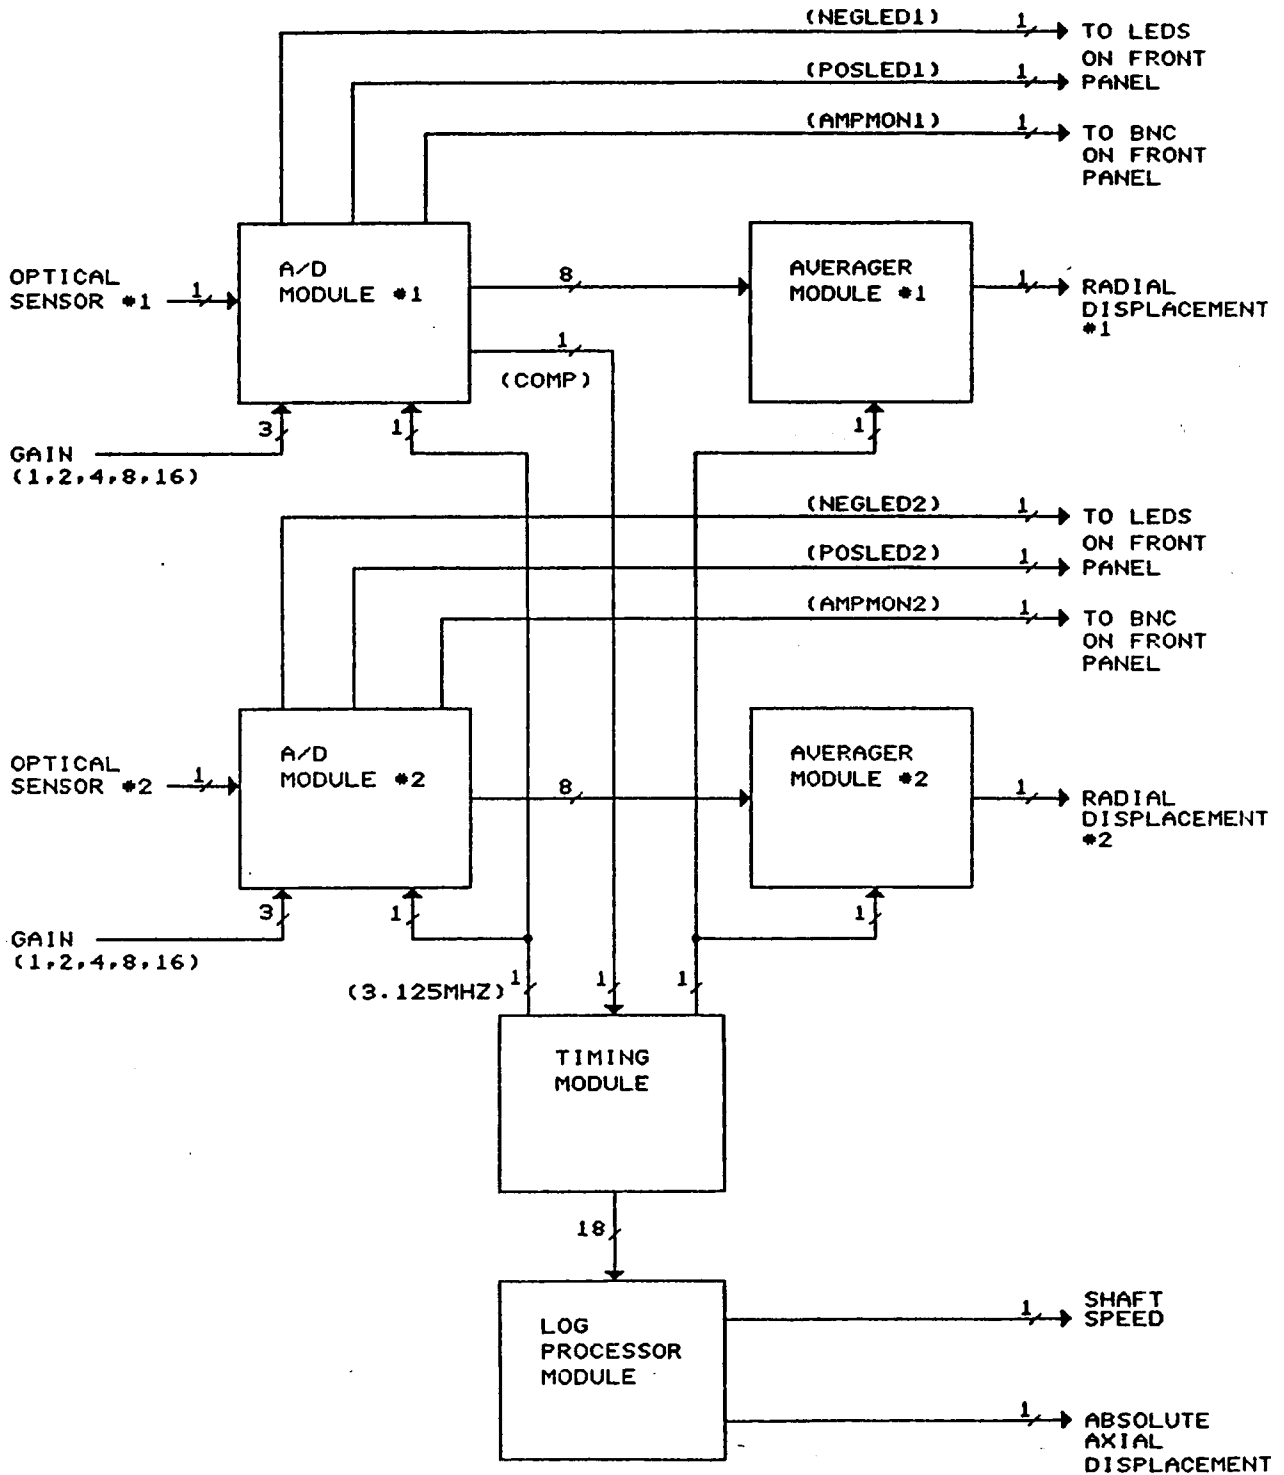 (NEGLED1)
1
TO LEDS
ON FRONT
PANEL
(POSLED1)
1
(AMPMON1)
1
TO BNC
ON FRONT
PANEL
OPTICAL
SENSOR #1
1
A/D
MODULE #1
8
AVERAGER
MODULE #1
1
RADIAL
DISPLACEMENT
#1
1
(COMP)
3
1
1
GAIN
(1,2,4,8,16)
(NEGLED2)
1
TO LEDS
ON FRONT
PANEL
(POSLED2)
1
(AMPMON2)
1
TO BNC
ON FRONT
PANEL
OPTICAL
SENSOR #2
1
A/D
MODULE #2
8
AVERAGER
MODULE #2
1
RADIAL
DISPLACEMENT
#2
3
1
1
GAIN
(1,2,4,8,16)
(3.125MHZ)
1
1
1
TIMING
MODULE
18
LOG
PROCESSOR
MODULE
1
SHAFT
SPEED
1
ABSOLUTE
AXIAL
DISPLACEMENT